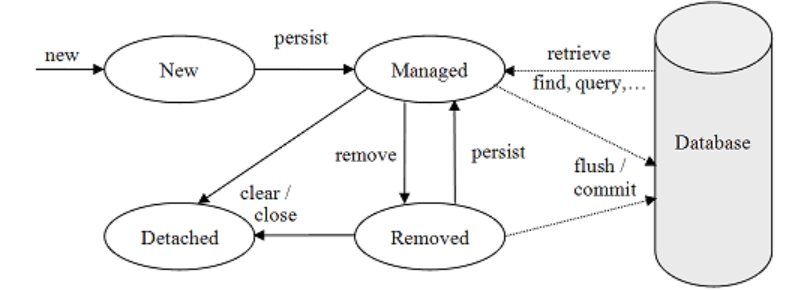 new
New
persist
Managed
retrieve
find, query,...
Database
remove
persist
flush /
commit
clear /
close
Detached
Removed